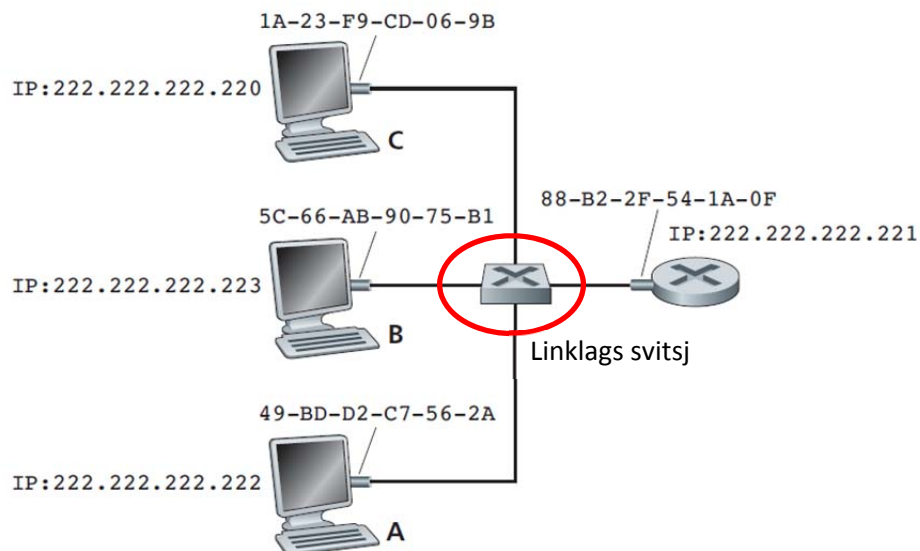 1A-23-F9-CD-06-9B
IP:222.222.222.220
C
5C-66-AB-90-75-B1
88-B2-2F-54-1A-0F
IP:222.222.222.221
IP:222.222.222.223
B
Linklags svitsj
49-BD-D2-C7-56-2A
IP:222.222.222.222
A